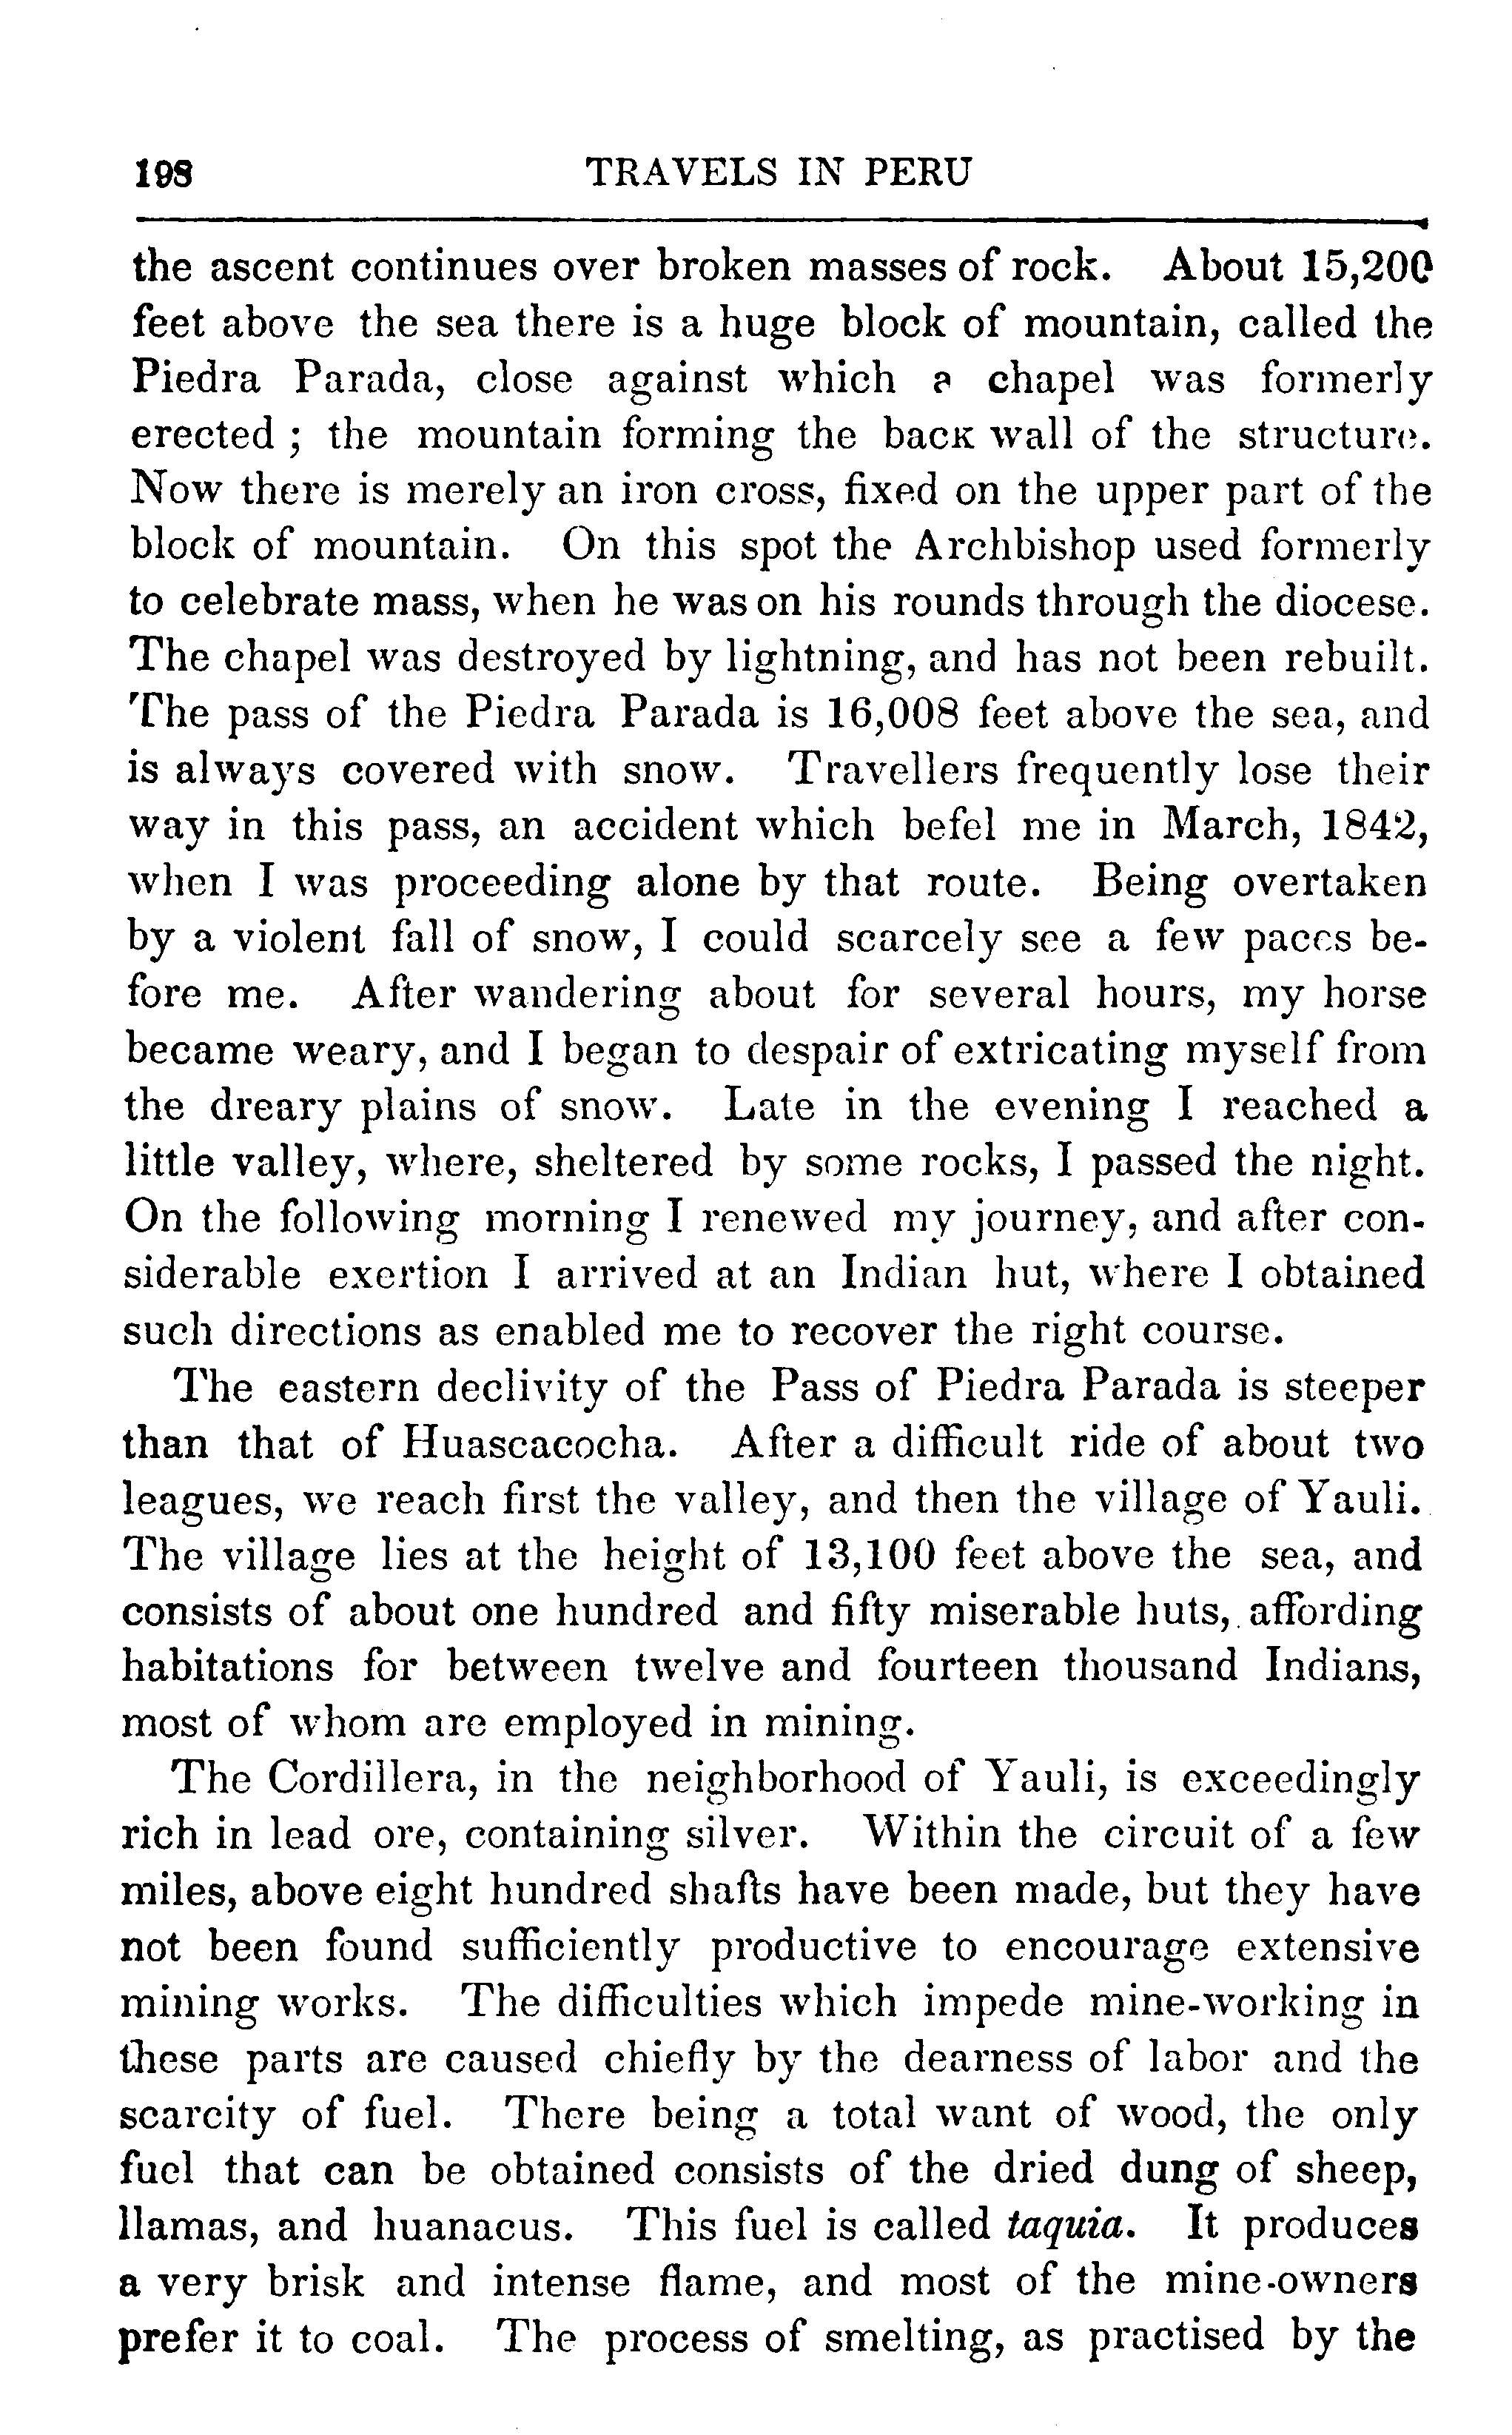 198 TRAVELS IN PERU
the ascent continues over broken masses of rock. About 15,200
feet above the sea there is a huge block of mountain, called the
Piedra Parada, close against which a chapel was formerly
erected ; the mountain forming the back wall of the structure.
Now there is merely an iron cross, fixed on the upper part of the
block of mountain. On this spot the Archbishop used formerly
to celebrate mass, when he was on his rounds through the diocese.
The chapel was destroyed by lightning, and has not been rebuilt.
The pass of the Piedra Parada is 16,008 feet above the sea, and
is always covered with snow. Travellers frequently lose their
way in this pass, an accident which befel me in March, 1842,
when I was proceeding alone by that route. Being overtaken
by a violent fall of snow, I could scarcely see a few paces be-
fore me. After wandering about for several hours, my horse
became weary, and I began to despair of extricating myself from
the dreary plains of snow. Late in the evening I reached a
little valley, where, sheltered by some rocks, I passed the night.
On the following morning I renewed my journey, and after con-
siderable exertion I arrived at an Indian hut, where I obtained
such directions as enabled me to recover the right course.
The eastern declivity of the Pass of Piedra Parada is steeper
than that of Huascacocha. After a difficult ride of about two
leagues, we reach first the valley, and then the village of Yauli.
The village lies at the height of 13,100 feet above the sea, and
consists of about one hundred and fifty miserable huts, affording
habitations for between twelve and fourteen thousand Indians,
most of whom are employed in mining.
The Cordillera, in the neighborhood of Yauli, is exceedingly
rich in lead ore, containing silver. Within the circuit of a few
miles, above eight hundred shafts have been made, but they have
not been found sufficiently productive to encourage extensive
mining works. The difficulties which impede mine-working in
these parts are caused chiefly by the dearness of labor and the
scarcity of fuel. There being a total want of wood, the only
fuel that can be obtained consists of the dried dung of sheep,
llamas, and huanacus. This fuel is called taquia. It produces
a very brisk and intense flame, and most of the mine-owners
prefer it to coal. The process of smelting, as practised by the